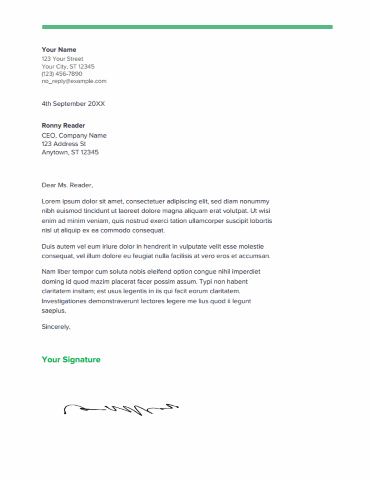 Your Name
123 Your Street
Your City, ST 12345
(123) 456-7890
no_reply@example.com
4th September 20XX
Ronny Reader
CEO, Company Name
123 Address St
Anytown, ST 12345
Dear Ms. Reader,
Lorem ipsum dolor sit amet, consectetuer adipiscing elit, sed diam nonummy
nibh euismod tincidunt ut laoreet dolore magna aliquam erat volutpat. Ut wisi
enim ad minim veniam, quis nostrud exerci tation ullamcorper suscipit lobortis
nisl ut aliquip ex ea commodo consequat.
Duis autem vel eum iriure dolor in hendrerit in vulputate velit esse molestie
consequat, vel illum dolore eu feugiat nulla facilisis at vero eros et accumsan.
Nam liber tempor cum soluta nobis eleifend option congue nihil imperdiet
doming id quod mazim placerat facer possim assum. Typi non habent
claritatem insitam; est usus legentis in iis qui facit eorum claritatem.
Investigationes demonstraverunt lectores legere me lius quod ii legunt
saepius.
Sincerely,
Your Signature